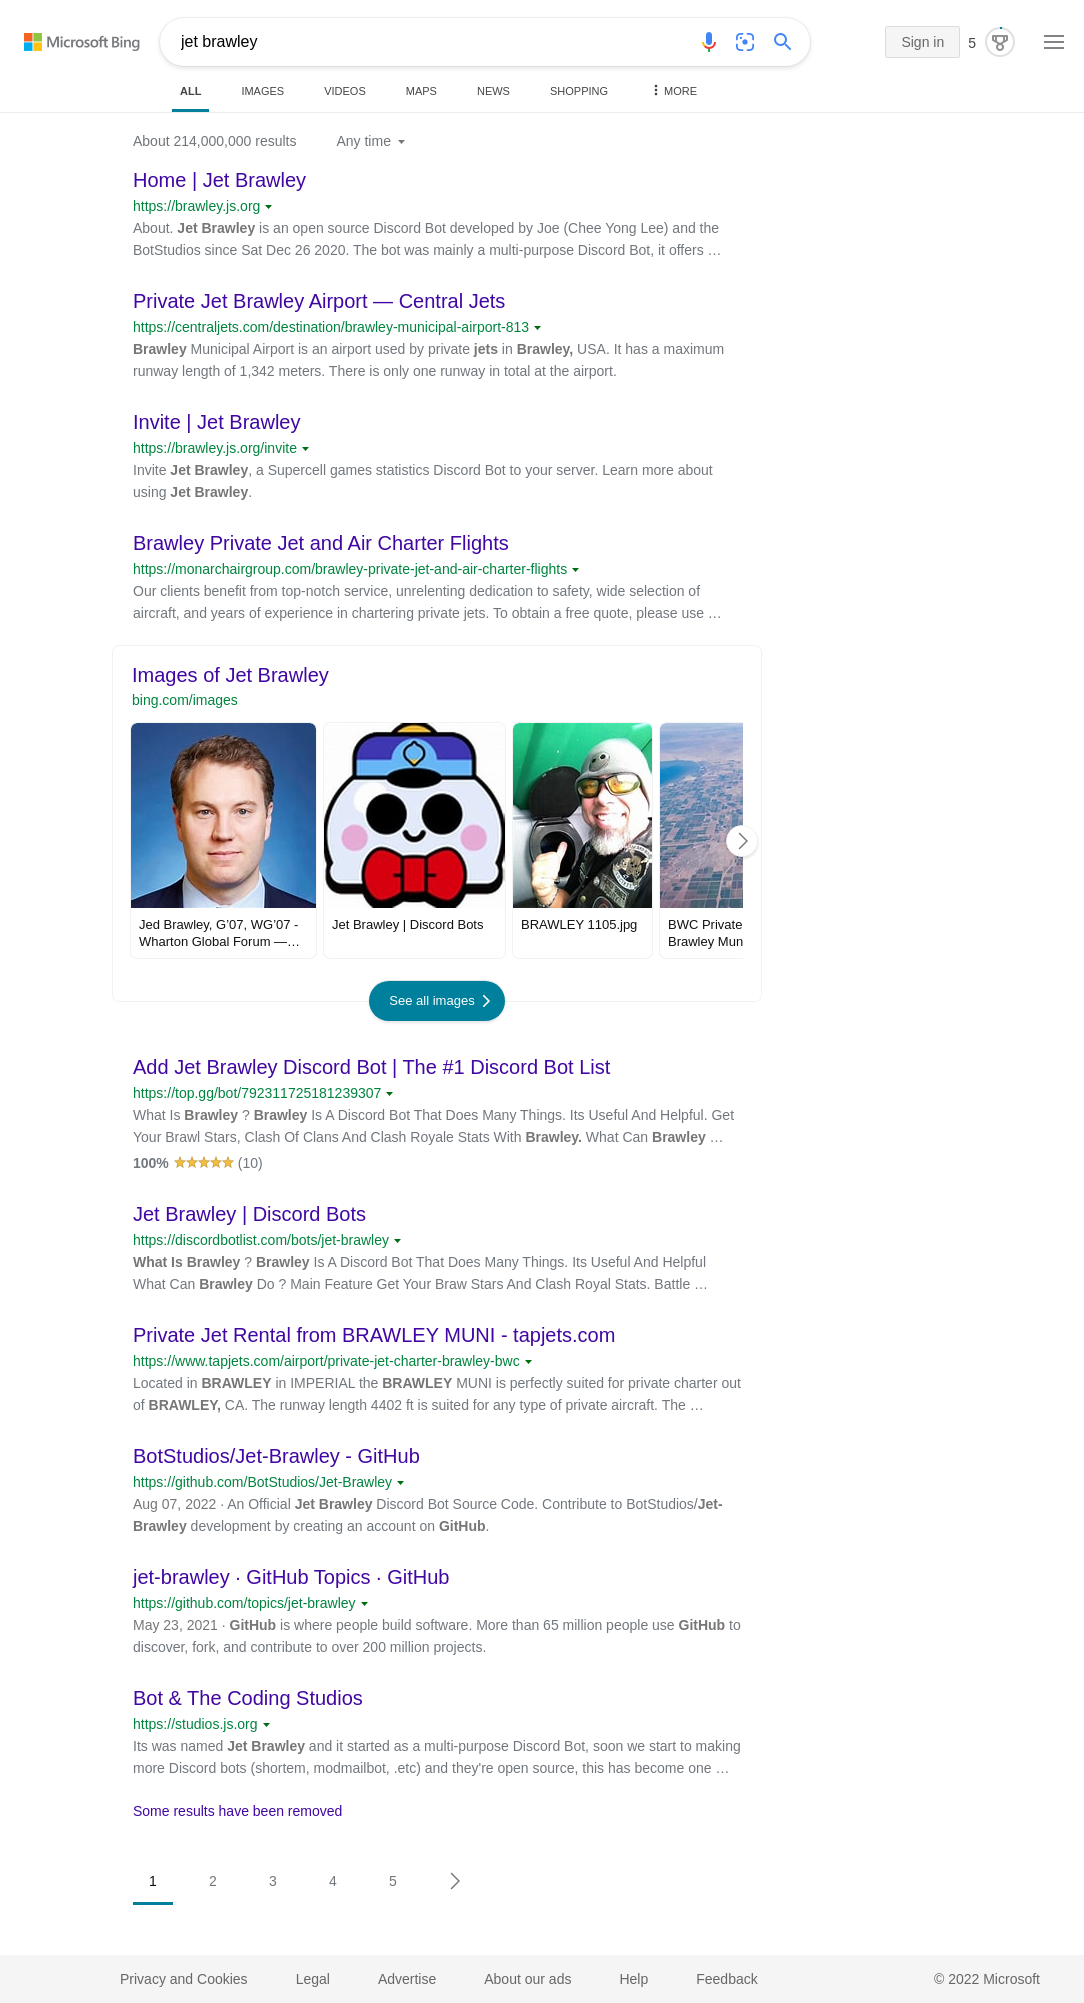 Microsoft Bing
jet brawley
Sign in
5
ALL
IMAGES
VIDEOS
MAPS
NEWS
SHOPPING
MORE
About 214,000,000 results
Any time
Home | Jet Brawley
https://brawley.js.org
About. Jet Brawley is an open source Discord Bot developed by Joe (Chee Yong Lee) and the
BotStudios since Sat Dec 26 2020. The bot was mainly a multi-purpose Discord Bot, it offers …
Private Jet Brawley Airport — Central Jets
https://centraljets.com/destination/brawley-municipal-airport-813
Brawley Municipal Airport is an airport used by private jets in Brawley, USA. It has a maximum
runway length of 1,342 meters. There is only one runway in total at the airport.
Invite | Jet Brawley
https://brawley.js.org/invite
Invite Jet Brawley, a Supercell games statistics Discord Bot to your server. Learn more about
using Jet Brawley.
Brawley Private Jet and Air Charter Flights
https://monarchairgroup.com/brawley-private-jet-and-air-charter-flights
Our clients benefit from top-notch service, unrelenting dedication to safety, wide selection of
aircraft, and years of experience in chartering private jets. To obtain a free quote, please use …
Images of Jet Brawley
bing.com/images
Jed Brawley, G'07, WG'07 -
Wharton Global Forum —…
Jet Brawley | Discord Bots
BRAWLEY 1105.jpg
BWC Private
Brawley Mun
See all images
Add Jet Brawley Discord Bot | The #1 Discord Bot List
https://top.gg/bot/792311725181239307
What Is Brawley ? Brawley Is A Discord Bot That Does Many Things. Its Useful And Helpful. Get
Your Brawl Stars, Clash Of Clans And Clash Royale Stats With Brawley. What Can Brawley …
100% (10)
Jet Brawley | Discord Bots
https://discordbotlist.com/bots/jet-brawley
What Is Brawley ? Brawley Is A Discord Bot That Does Many Things. Its Useful And Helpful
What Can Brawley Do ? Main Feature Get Your Braw Stars And Clash Royal Stats. Battle …
Private Jet Rental from BRAWLEY MUNI - tapjets.com
https://www.tapjets.com/airport/private-jet-charter-brawley-bwc
Located in BRAWLEY in IMPERIAL the BRAWLEY MUNI is perfectly suited for private charter out
of BRAWLEY, CA. The runway length 4402 ft is suited for any type of private aircraft. The …
BotStudios/Jet-Brawley - GitHub
https://github.com/BotStudios/Jet-Brawley
Aug 07, 2022 · An Official Jet Brawley Discord Bot Source Code. Contribute to BotStudios/Jet-
Brawley development by creating an account on GitHub.
jet-brawley · GitHub Topics · GitHub
https://github.com/topics/jet-brawley
May 23, 2021 · GitHub is where people build software. More than 65 million people use GitHub to
discover, fork, and contribute to over 200 million projects.
Bot & The Coding Studios
https://studios.js.org
Its was named Jet Brawley and it started as a multi-purpose Discord Bot, soon we start to making
more Discord bots (shortem, modmailbot, .etc) and they're open source, this has become one …
Some results have been removed
1 2 3 4 5
Privacy and Cookies
Legal
Advertise
About our ads
Help
Feedback
© 2022 Microsoft